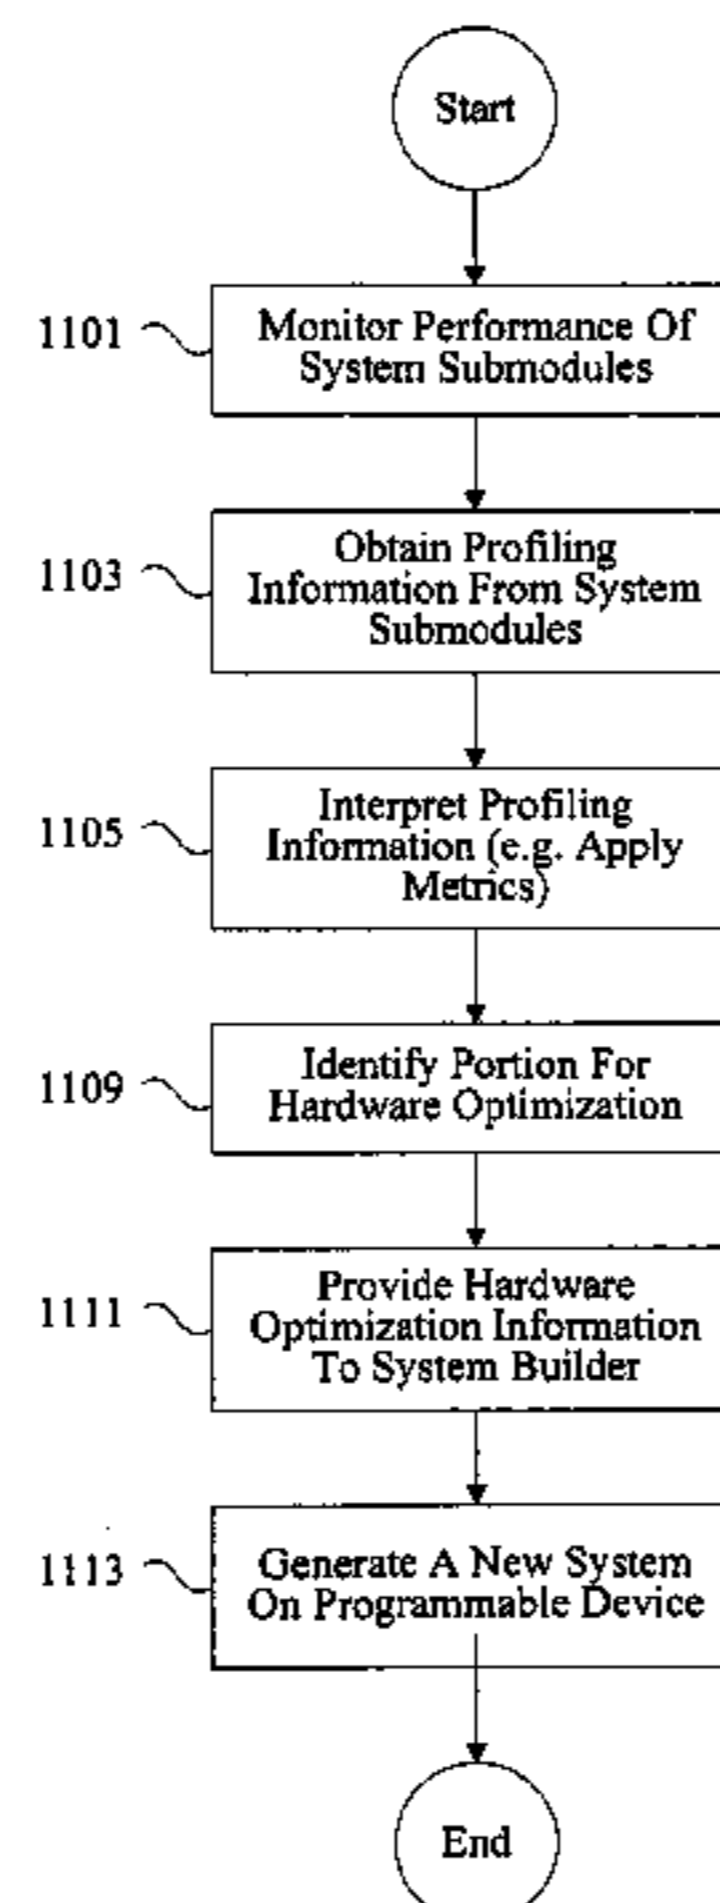 Start
1101
Monitor Performance Of
System Submodules
1103
Obtain Profiling
Information From System
Submodules
1105
Interpret Profiling
Information (e.g. Apply
Metrics)
1109
Identify Portion For
Hardware Optimization
1111
Provide Hardware
Optimization Information
To System Builder
1113
Generate A New System
On Programmable Device
End